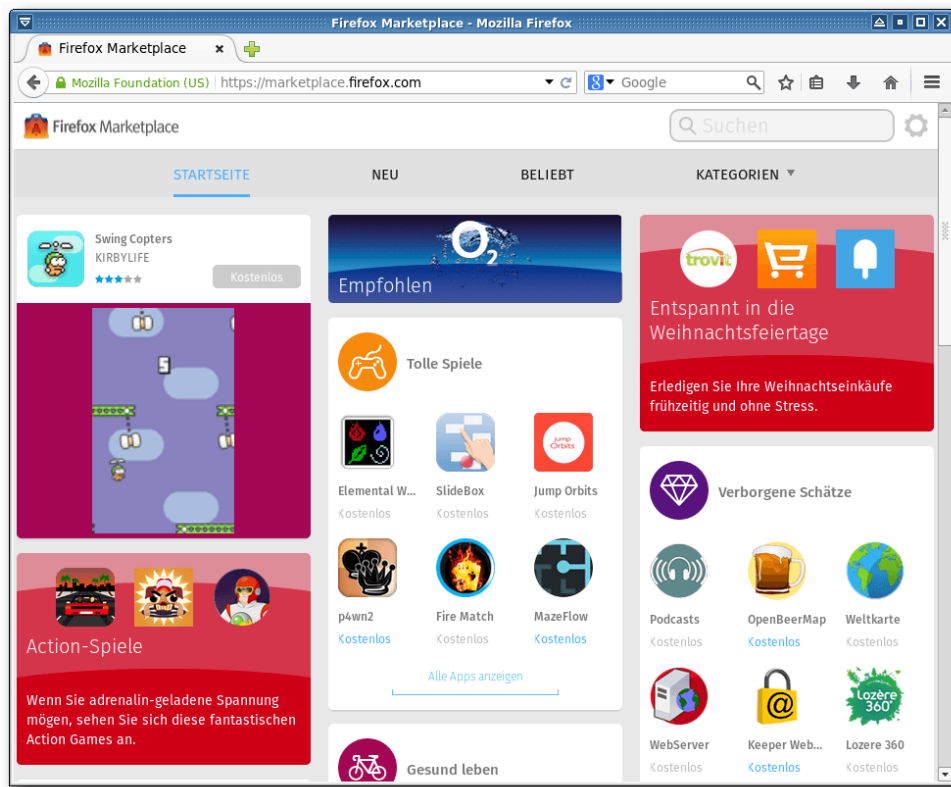 Firefox Marketplace - Mozilla Firefox
Firefox Marketplace
Mozilla Foundation (US) https://marketplace.firefox.com
Google
Firefox Marketplace
Suchen
STARTSEITE NEU BELIEBT KATEGORIEN
Swing Copters
KIRBYLIFE
Kostenlos
5
Action-Spiele
Wenn Sie adrenalin-geladene Spannung
mögen, sehen Sie sich diese fantastischen
Action Games an.
O2
Empfohlen
Tolle Spiele
jump
Orbits
Elemental W... SlideBox Jump Orbits
Kostenlos Kostenlos Kostenlos
p4wn2 Fire Match MazeFlow
Kostenlos Kostenlos Kostenlos
Alle Apps anzeigen
Gesund leben
trovit
Entspannt in die
Weihnachtsfeiertage
Erledigen Sie Ihre Weihnachtseinkäufe
frühzeitig und ohne Stress.
Verborgene Schätze
Podcasts OpenBeerMap Weltkarte
Kostenlos Kostenlos Kostenlos
@
Lozère
360°
WebServer Keeper Web... Lozere 360
Kostenlos Kostenlos Kostenlos